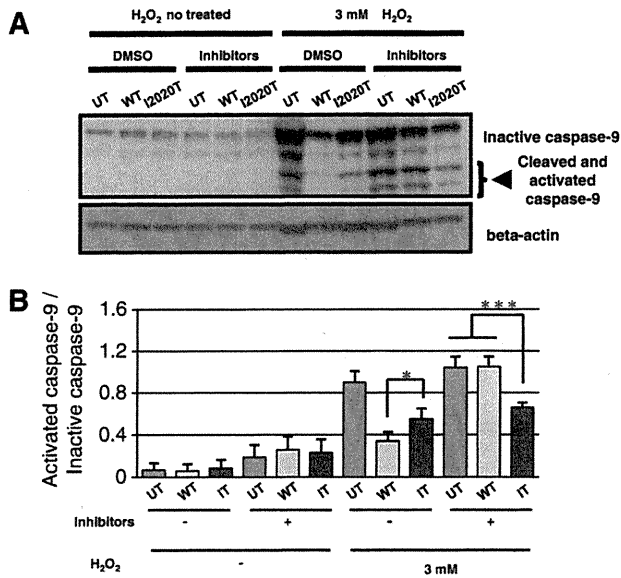 A
H₂O₂ no treated 3 mM H₂O₂
DMSO Inhibitors DMSO Inhibitors
UT WT I2020T UT WT I2020T UT WT I2020T UT WT I2020T
Inactive caspase-9
Cleaved and
activated
caspase-9
beta-actin
B
Activated caspase-9 /
Inactive caspase-9
1.6
1.2
0.8
0.4
0
*
***
UT WT IT UT WT IT UT WT IT UT WT IT
Inhibitors - + - +
H₂O₂ - 3 mM